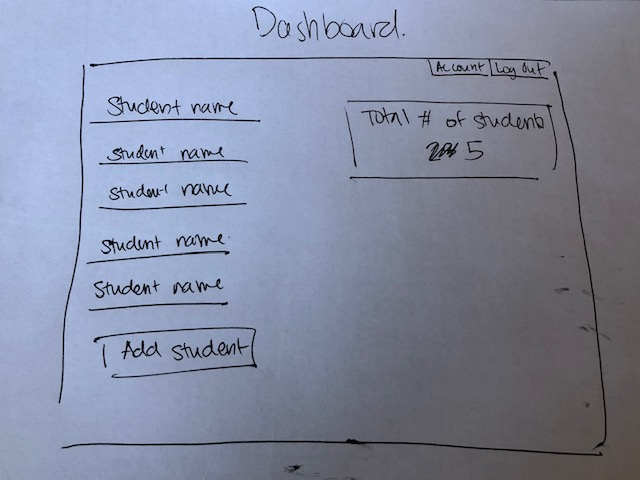 Dashboard.
Account Log Out
Student name
Total # of students
5
student name
student name
student name
Student name
Add student